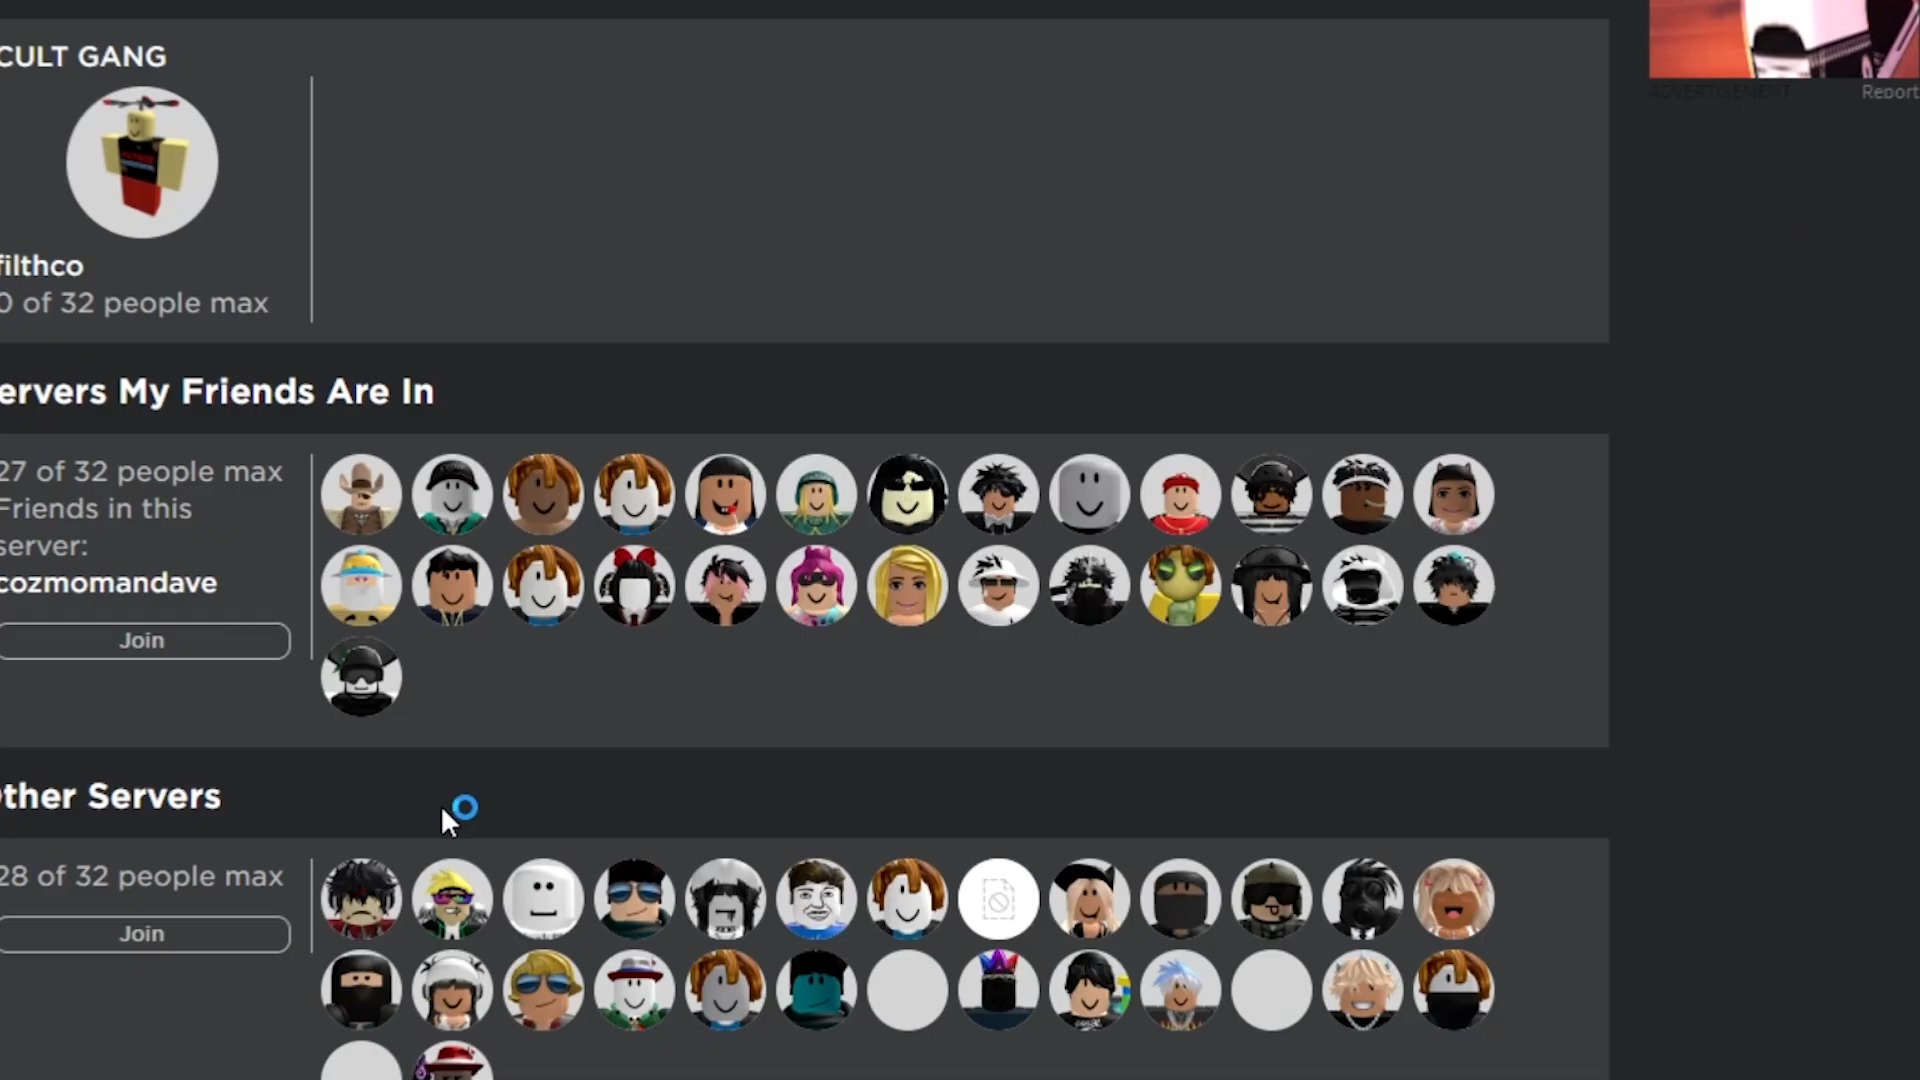 CULT GANG
filthco
0 of 32 people max
ervers My Friends Are In
27 of 32 people max
Friends in this
server:
cozmomandave
Join
ther Servers
28 of 32 people max
Join
ADVERTISEMENT
Report